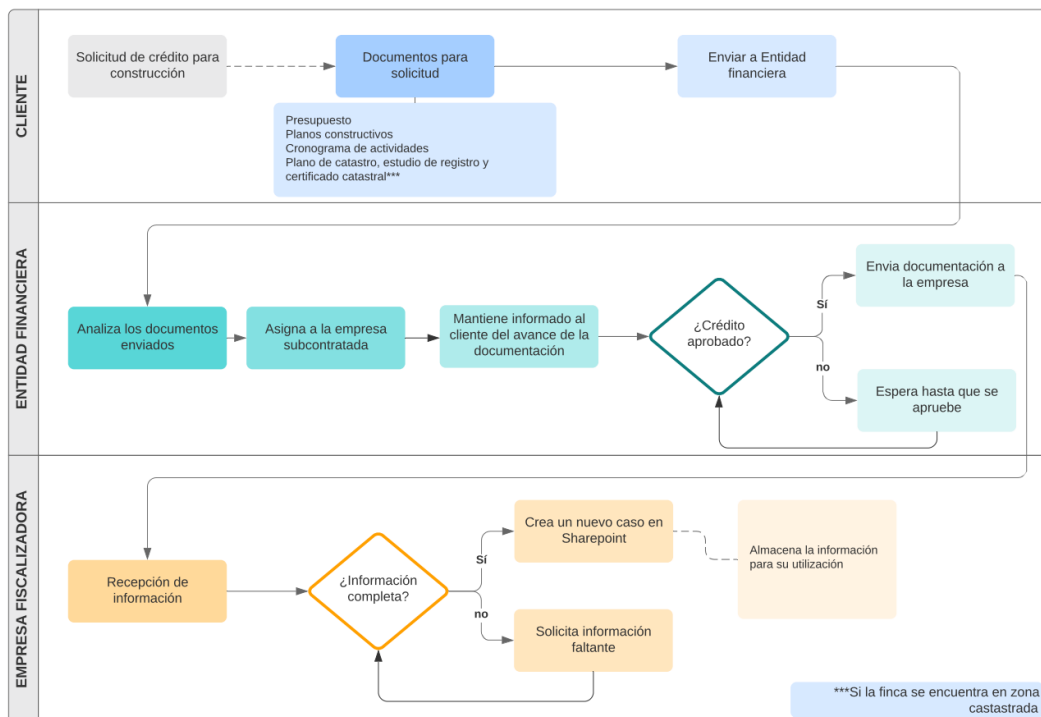 CLIENTE
Solicitud de crédito para
construcción
Documentos para
solicitud
Enviar a Entidad
financiera
Presupuesto
Planos constructivos
Cronograma de actividades
Plano de catastro, estudio de registro y
certificado catastral***
ENTIDAD FINANCIERA
Analiza los documentos
enviados
Asigna a la empresa
subcontratada
Mantiene informado al
cliente del avance de la
documentación
¿Crédito
aprobado?
Sí
Envia documentación a
la empresa
no
Espera hasta que se
apruebe
EMPRESA FISCALIZADORA
Recepción de
información
¿Información
completa?
Sí
Crea un nuevo caso en
Sharepoint
Almacena la información
para su utilización
no
Solicita información
faltante
***Si la finca se encuentra en zona
castastrada